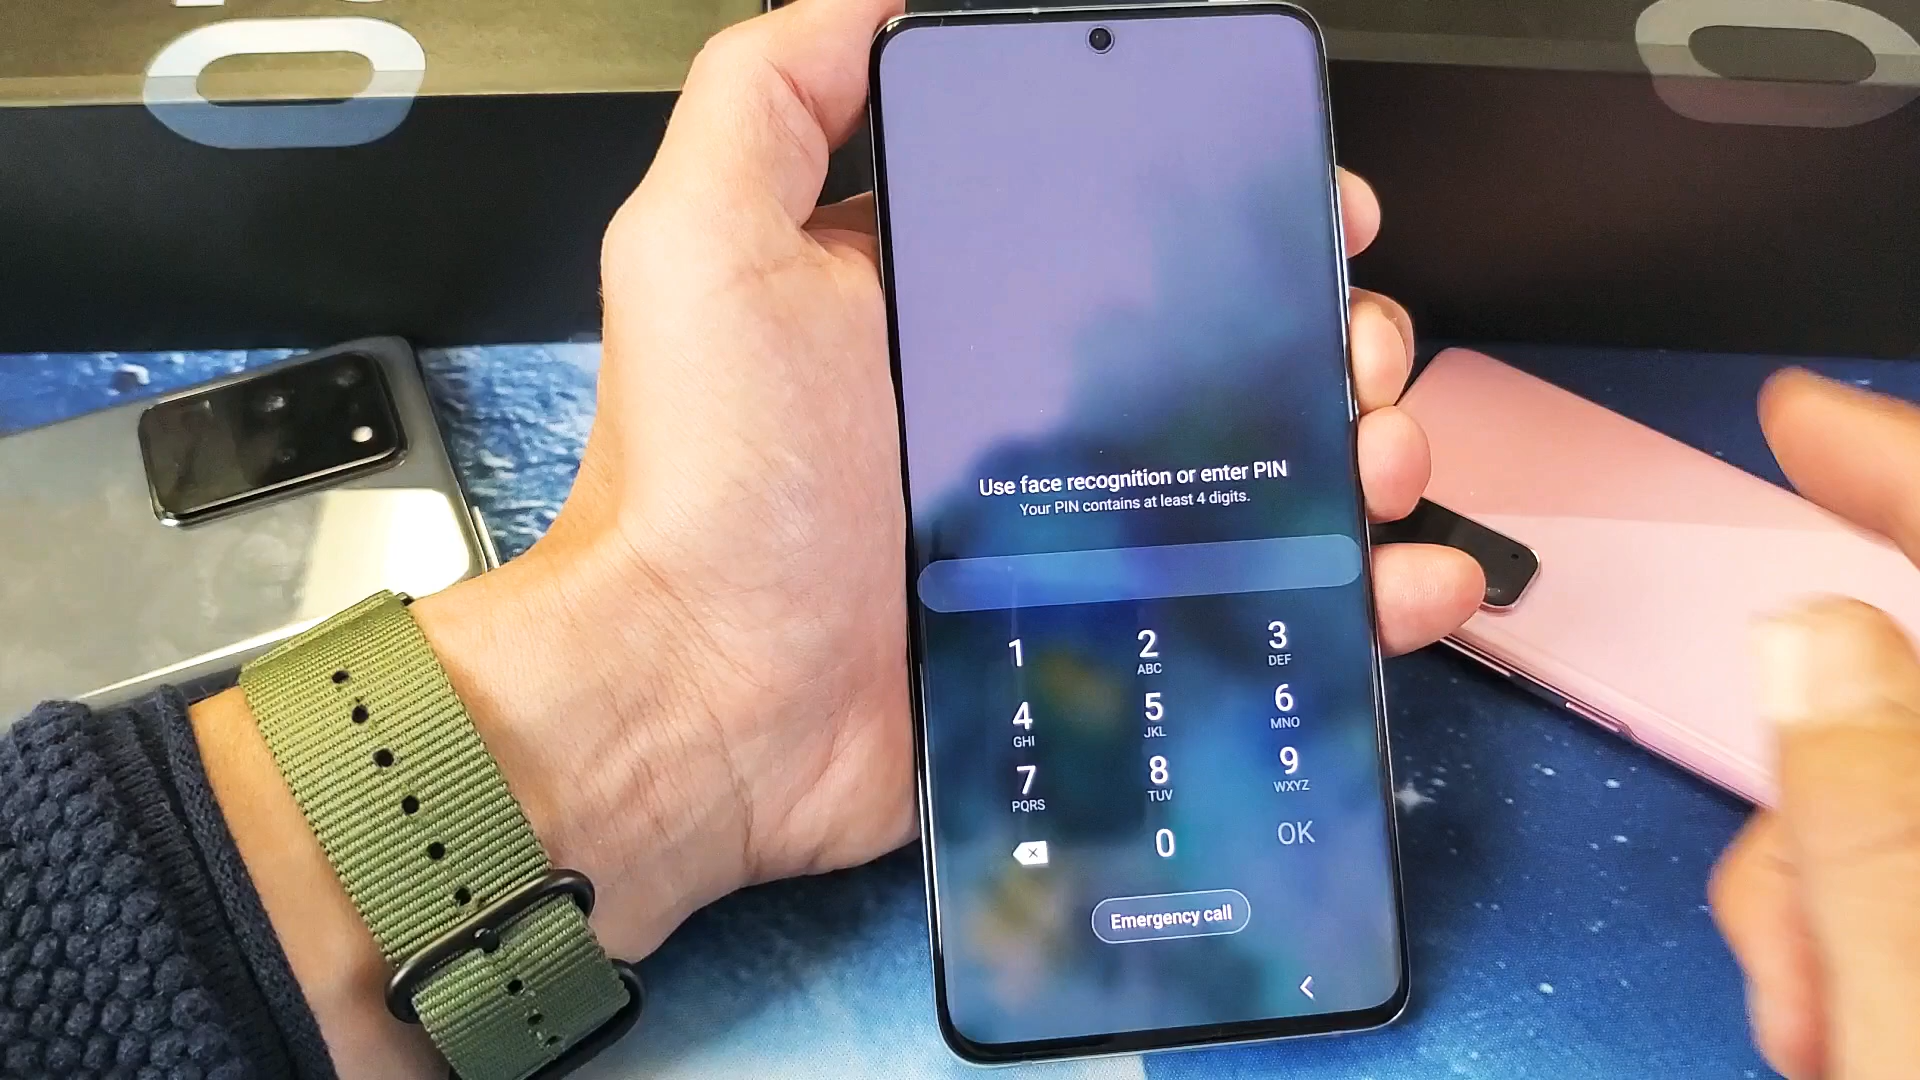 Use face recognition or enter PIN
Your PIN contains at least 4 digits.
1
2
ABC
3
DEF
4
GHI
5
JKL
6
MNO
7
PQRS
8
TUV
9
WXYZ
0
OK
Emergency call